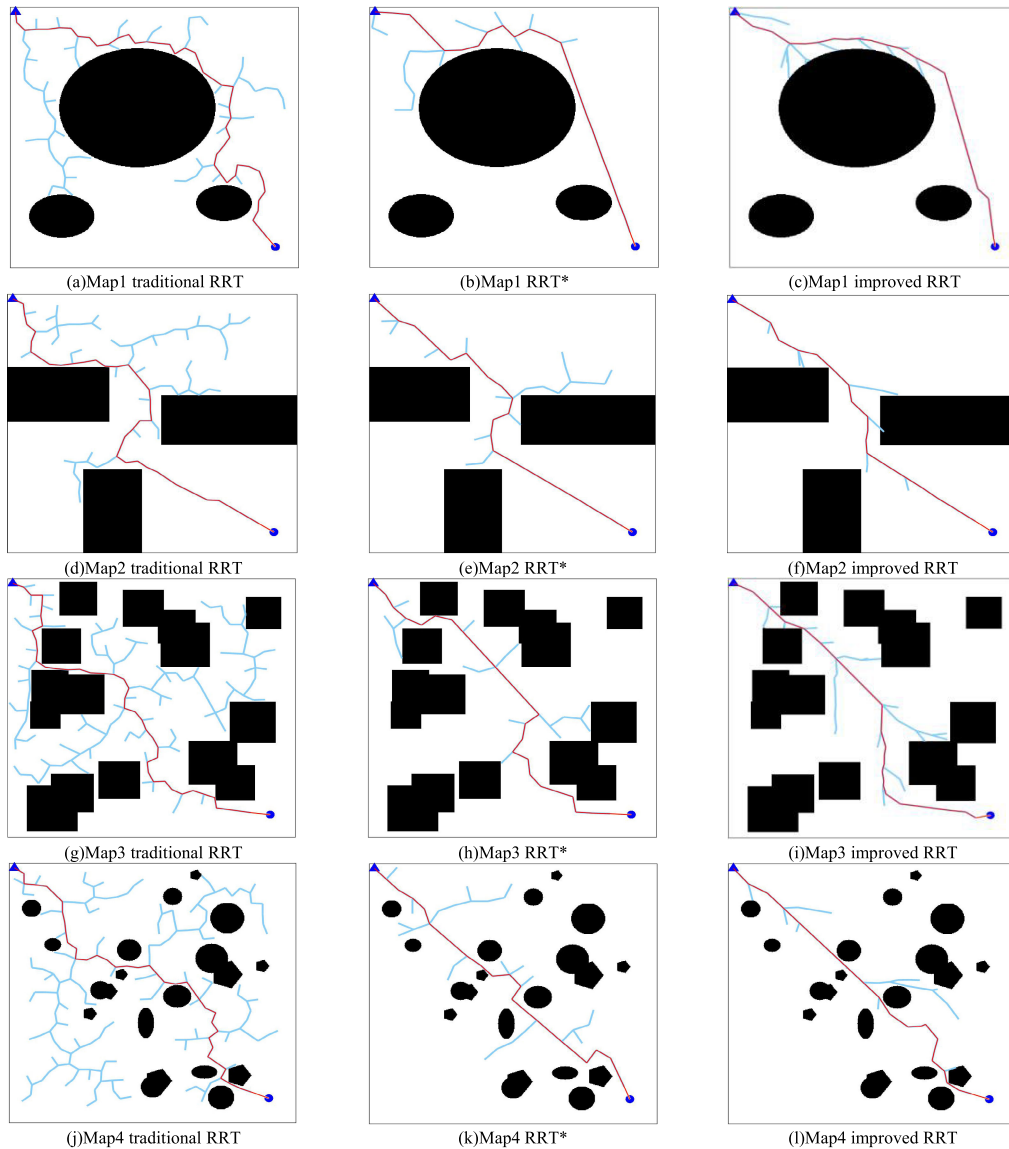 (a)Map1 traditional RRT
(b)Map1 RRT*
(c)Map1 improved RRT
(d)Map2 traditional RRT
(e)Map2 RRT*
(f)Map2 improved RRT
(g)Map3 traditional RRT
(h)Map3 RRT*
(i)Map3 improved RRT
(j)Map4 traditional RRT
(k)Map4 RRT*
(l)Map4 improved RRT